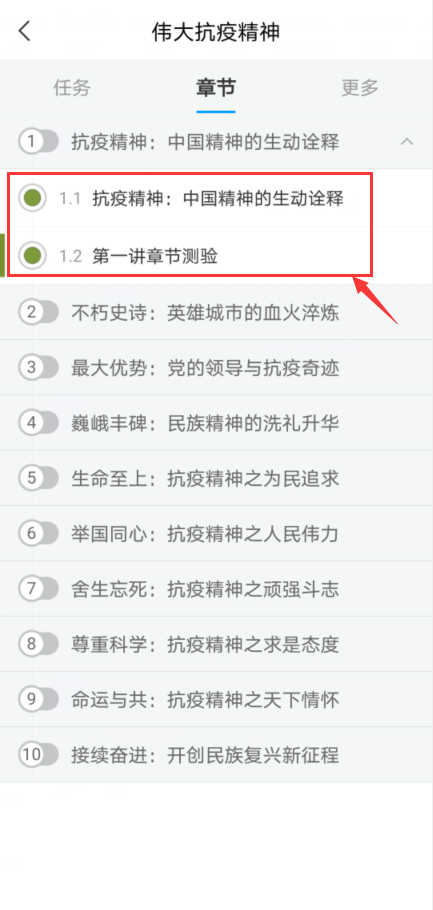 伟大抗疫精神
任务 章节 更多
1 抗疫精神：中国精神的生动诠释
1.1 抗疫精神：中国精神的生动诠释
1.2 第一讲章节测验
2 不朽史诗：英雄城市的血火淬炼
3 最大优势：党的领导与抗疫奇迹
4 巍峨丰碑：民族精神的洗礼升华
5 生命至上：抗疫精神之为民追求
6 举国同心：抗疫精神之人民伟力
7 舍生忘死：抗疫精神之顽强斗志
8 尊重科学：抗疫精神之求是态度
9 命运与共：抗疫精神之天下情怀
10 接续奋进：开创民族复兴新征程